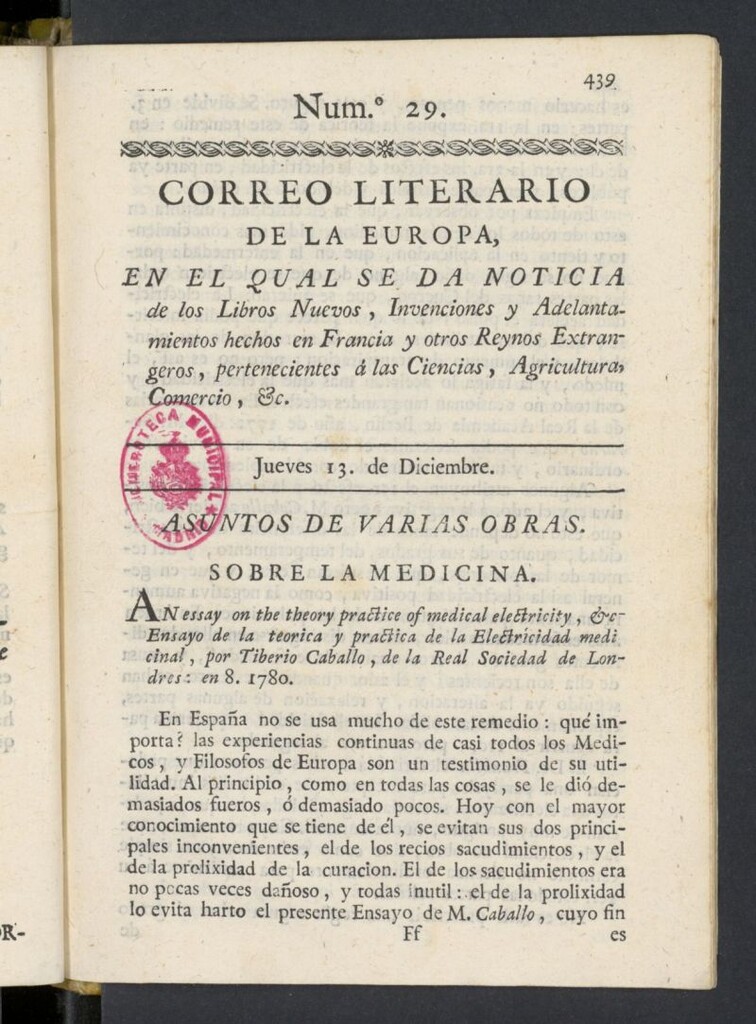 439
Num.º 29.
CORREO LITERARIO
DE LA EUROPA,
EN EL QUAL SE DA NOTICIA
de los Libros Nuevos, Invenciones y Adelanta-
mientos hechos en Francia y otros Reynos Extran-
geros, pertenecientes á las Ciencias, Agricultura,
Comercio, &c.
HEMEROTECA MUNICIPAL
MADRID
Jueves 13. de Diciembre.
ASUNTOS DE VARIAS OBRAS.
SOBRE LA MEDICINA.
AN essay on the theory practice of medical electricity, &c-
Ensayo de la teorica y practica de la Electricidad medi
cinal, por Tiberio Caballo, de la Real Sociedad de Lon-
dres: en 8. 1780.
En España no se usa mucho de este remedio: qué im-
porta? las experiencias continuas de casi todos los Medi-
cos, y Filosofos de Europa son un testimonio de su uti-
lidad. Al principio, como en todas las cosas, se le dió de-
masiados fueros, ó demasiado pocos. Hoy con el mayor
conocimiento que se tiene de él, se evitan sus dos princi-
pales inconvenientes, el de los recios sacudimientos, y el
de la prolixidad de la curacion. El de los sacudimientos era
no pocas veces dañoso, y todas inutil: el de la prolixidad
lo evita harto el presente Ensayo de M. Caballo, cuyo fin
Ff
es